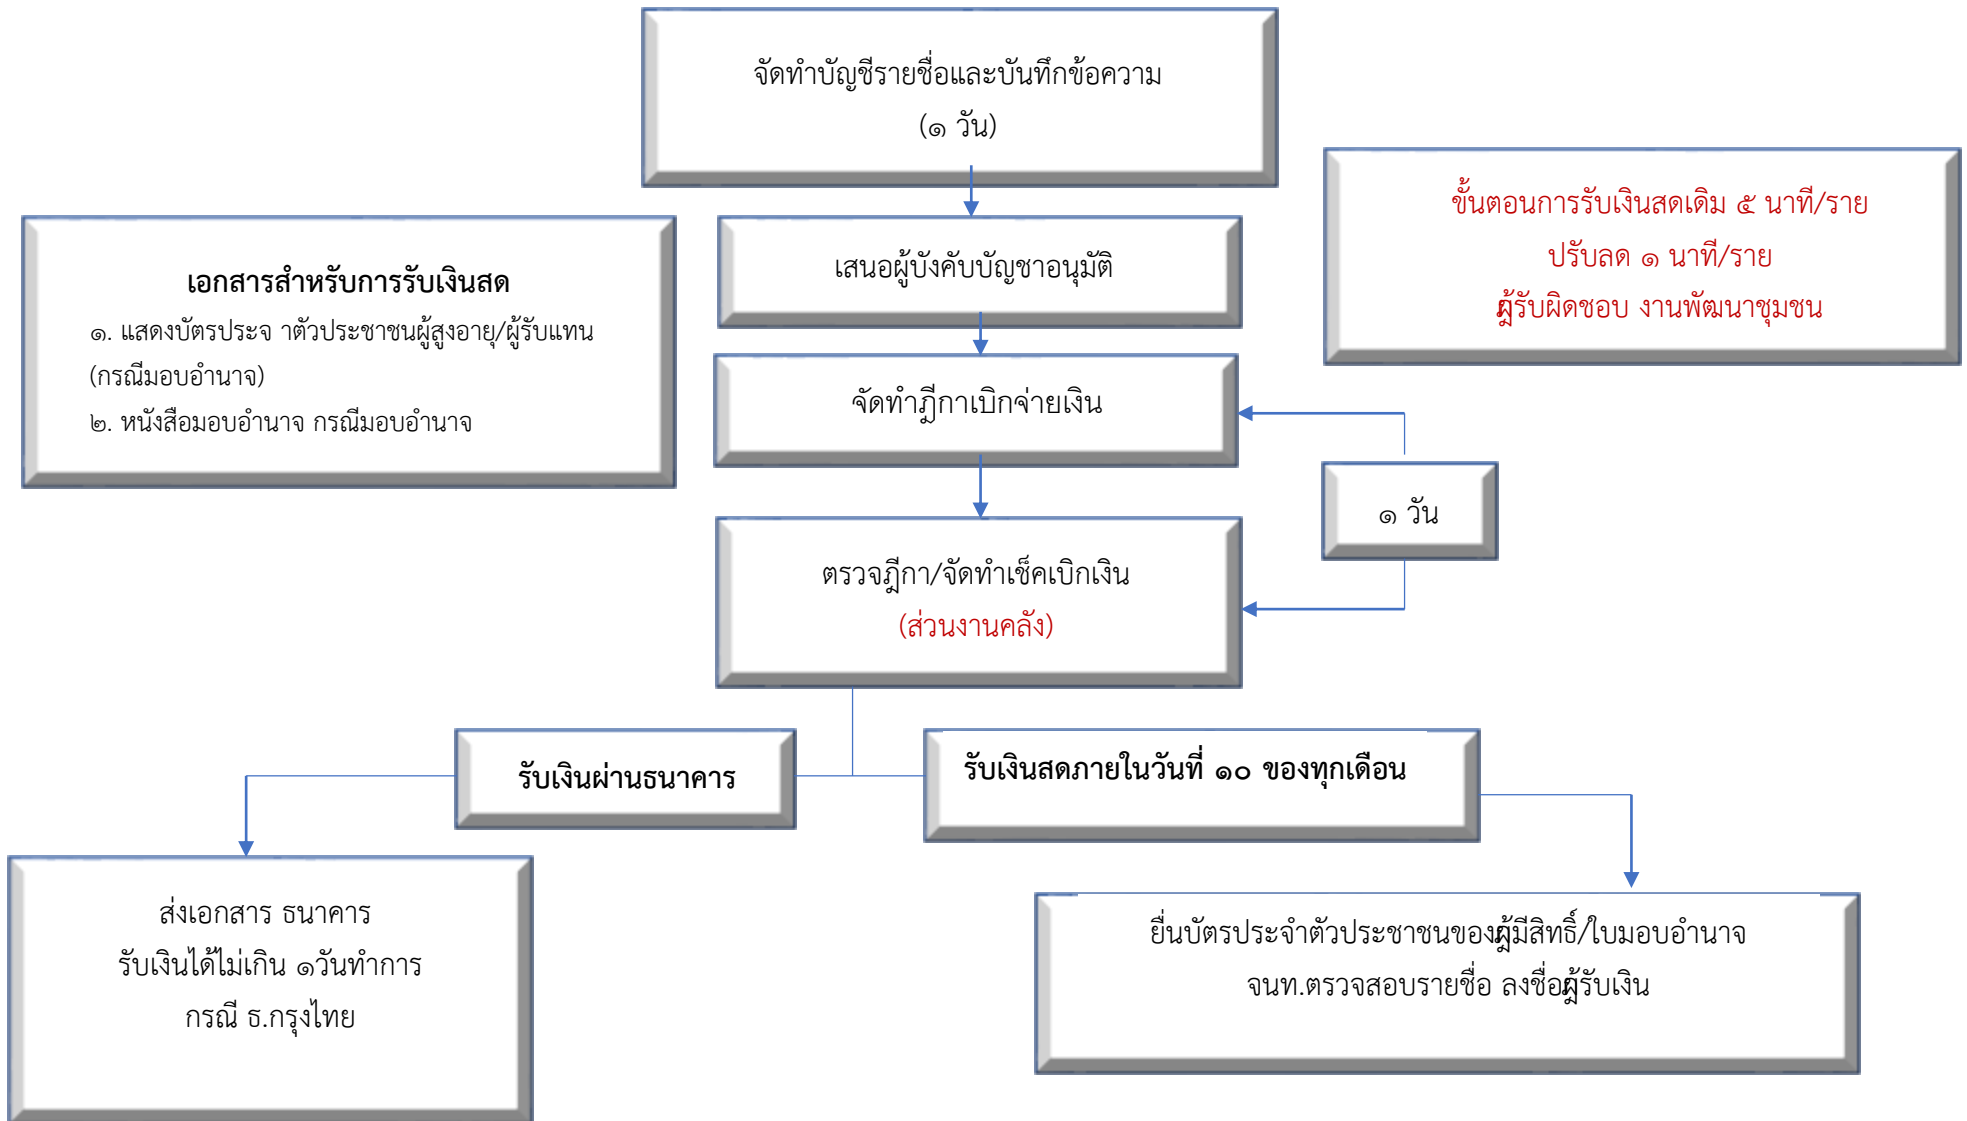 จัดทำบัญชีรายชื่อและบันทึกข้อความ
(๑ วัน)
ขั้นตอนการรับเงินสดเดิม ๕ นาที/ราย
ปรับลด ๑ นาที/ราย
ผู้รับผิดชอบ งานพัฒนาชุมชน
เสนอผู้บังคับบัญชาอนุมัติ
เอกสารสำหรับการรับเงินสด
๑. แสดงบัตรประจ าตัวประชาชนผู้สูงอายุ/ผู้รับแทน
(กรณีมอบอำนาจ)
๒. หนังสือมอบอำนาจ กรณีมอบอำนาจ
จัดทำฎีกาเบิกจ่ายเงิน
๑ วัน
ตรวจฎีกา/จัดทำเช็คเบิกเงิน
(ส่วนงานคลัง)
รับเงินผ่านธนาคาร
รับเงินสดภายในวันที่ ๑๐ ของทุกเดือน
ส่งเอกสาร ธนาคาร
รับเงินได้ไม่เกิน ๑วันทำการ
กรณี ธ.กรุงไทย
ยื่นบัตรประจำตัวประชาชนของผู้มีสิทธิ์/ใบมอบอำนาจ
จนท.ตรวจสอบรายชื่อ ลงชื่อผู้รับเงิน